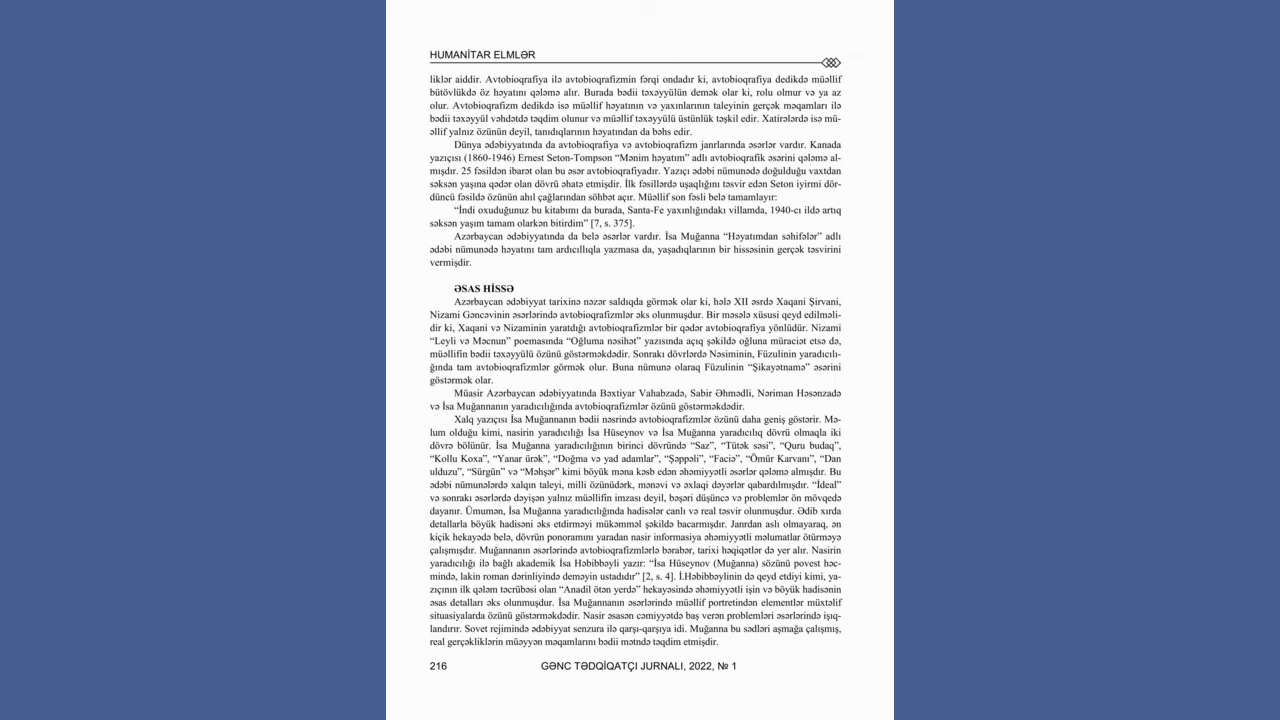 HUMANİTAR ELMLƏR
liklər aiddir. Avtobioqrafiya ilə avtobioqrafizmin fərqi ondadır ki, avtobioqrafiya dedikdə müəllif
bütövlükdə öz həyatını qələmə alır. Burada bədii təxəyyülün demək olar ki, rolu olmur və ya az
olur. Avtobioqrafizm dedikdə isə müəllif həyatının və yaxınlarının taleyinin gerçək məqamları ilə
bədii təxəyyül vəhdətdə təqdim olunur və müəllif təxəyyülü üstünlük təşkil edir. Xatirələrdə isə mü-
əllif yalnız özünün deyil, tanıdıqlarının həyatından da bəhs edir.
Dünya ədəbiyyatında da avtobioqrafiya və avtobioqrafizm janrlarında əsərlər vardır. Kanada
yazıçısı (1860-1946) Ernest Seton-Tompson “Mənim həyatım” adlı avtobioqrafik əsərini qələmə al-
mışdır. 25 fəsildən ibarət olan bu əsər avtobioqrafiyadır. Yazıçı ədəbi nümunədə doğulduğu vaxtdan
səksən yaşına qədər olan dövrü əhatə etmişdir. İlk fəsillərdə uşaqlığını təsvir edən Seton iyirmi dör-
düncü fəsildə özünün ahıl çağlarından söhbət açır. Müəllif son fəsli belə tamamlayır:
“İndi oxuduğunuz bu kitabımı da burada, Santa-Fe yaxınlığındakı villamda, 1940-cı ildə artıq
səksən yaşım tamam olarkən bitirdim” [7, s. 375].
Azərbaycan ədəbiyyatında da belə əsərlər vardır. İsa Muğanna “Həyatımdan səhifələr” adlı
ədəbi nümunədə həyatını tam ardıcıllıqla yazmasa da, yaşadıqlarının bir hissəsinin gerçək təsvirini
vermişdir.
ƏSAS HİSSƏ
Azərbaycan ədəbiyyat tarixinə nəzər saldıqda görmək olar ki, hələ XII əsrdə Xaqani Şirvani,
Nizami Gəncəvinin əsərlərində avtobioqrafizmlər əks olunmuşdur. Bir məsələ xüsusi qeyd edilməli-
dir ki, Xaqani və Nizaminin yaratdığı avtobioqrafizmlər bir qədər avtobioqrafiya yönlüdür. Nizami
“Leyli və Məcnun” poemasında “Oğluma nəsihət” yazısında açıq şəkildə oğluna müraciət etsə də,
müəllifin bədii təxəyyülü özünü göstərməkdədir. Sonrakı dövrlərdə Nəsiminin, Füzulinin yaradıcılı-
ğında tam avtobioqrafizmlər görmək olur. Buna nümunə olaraq Füzulinin “Şikayətnamə” əsərini
göstərmək olar.
Müasir Azərbaycan ədəbiyyatında Bəxtiyar Vahabzadə, Sabir Əhmədli, Nəriman Həsənzadə
və İsa Muğannanın yaradıcılığında avtobioqrafizmlər özünü göstərməkdədir.
Xalq yazıçısı İsa Muğannanın bədii nəsrində avtobioqrafizmlər özünü daha geniş göstərir. Mə-
lum olduğu kimi, nasirin yaradıcılığı İsa Hüseynov və İsa Muğanna yaradıcılıq dövrü olmaqla iki
dövrə bölünür. İsa Muğanna yaradıcılığının birinci dövründə “Saz”, “Tütək səsi”, “Quru budaq”,
“Kollu Koxa”, “Yanar ürək”, “Doğma və yad adamlar”, “Şəppəli”, “Faciə”, “Ömür Karvanı”, “Dan
ulduzu”, “Sürgün” və “Məhşər” kimi böyük məna kəsb edən əhəmiyyətli əsərlər qələmə almışdır. Bu
ədəbi nümunələrdə xalqın taleyi, milli özünüdərk, mənəvi və əxlaqi dəyərlər qabardılmışdır. “İdeal”
və sonrakı əsərlərdə dəyişən yalnız müəllifin imzası deyil, bəşəri düşüncə və problemlər ön mövqedə
dayanır. Ümumən, İsa Muğanna yaradıcılığında hadisələr canlı və real təsvir olunmuşdur. Ədib xırda
detallarla böyük hadisəni əks etdirməyi mükəmməl şəkildə bacarmışdır. Janrdan aslı olmayaraq, ən
kiçik hekayədə belə, dövrün ponoramını yaradan nasir informasiya əhəmiyyətli məlumatlar ötürməyə
çalışmışdır. Muğannanın əsərlərində avtobioqrafizmlərlə bərabər, tarixi həqiqətlər də yer alır. Nasirin
yaradıcılığı ilə bağlı akademik İsa Həbibbəyli yazır: “İsa Hüseynov (Muğanna) sözünü povest həc-
mində, lakin roman dərinliyində deməyin ustadıdır” [2, s. 4]. İ.Həbibbəylinin də qeyd etdiyi kimi, ya-
zıçının ilk qələm təcrübəsi olan “Anadil ötən yerdə” hekayəsində əhəmiyyətli işin və böyük hadisənin
əsas detalları əks olunmuşdur. İsa Muğannanın əsərlərində müəllif portretindən elementlər müxtəlif
situasiyalarda özünü göstərməkdədir. Nasir əsasən cəmiyyətdə baş verən problemləri əsərlərində işıq-
landırır. Sovet rejimində ədəbiyyat senzura ilə qarşı-qarşıya idi. Muğanna bu sədləri aşmağa çalışmış,
real gerçəkliklərin müəyyən məqamlarını bədii mətndə təqdim etmişdir.
216 GƏNC TƏDQİQATÇI JURNALI, 2022, № 1